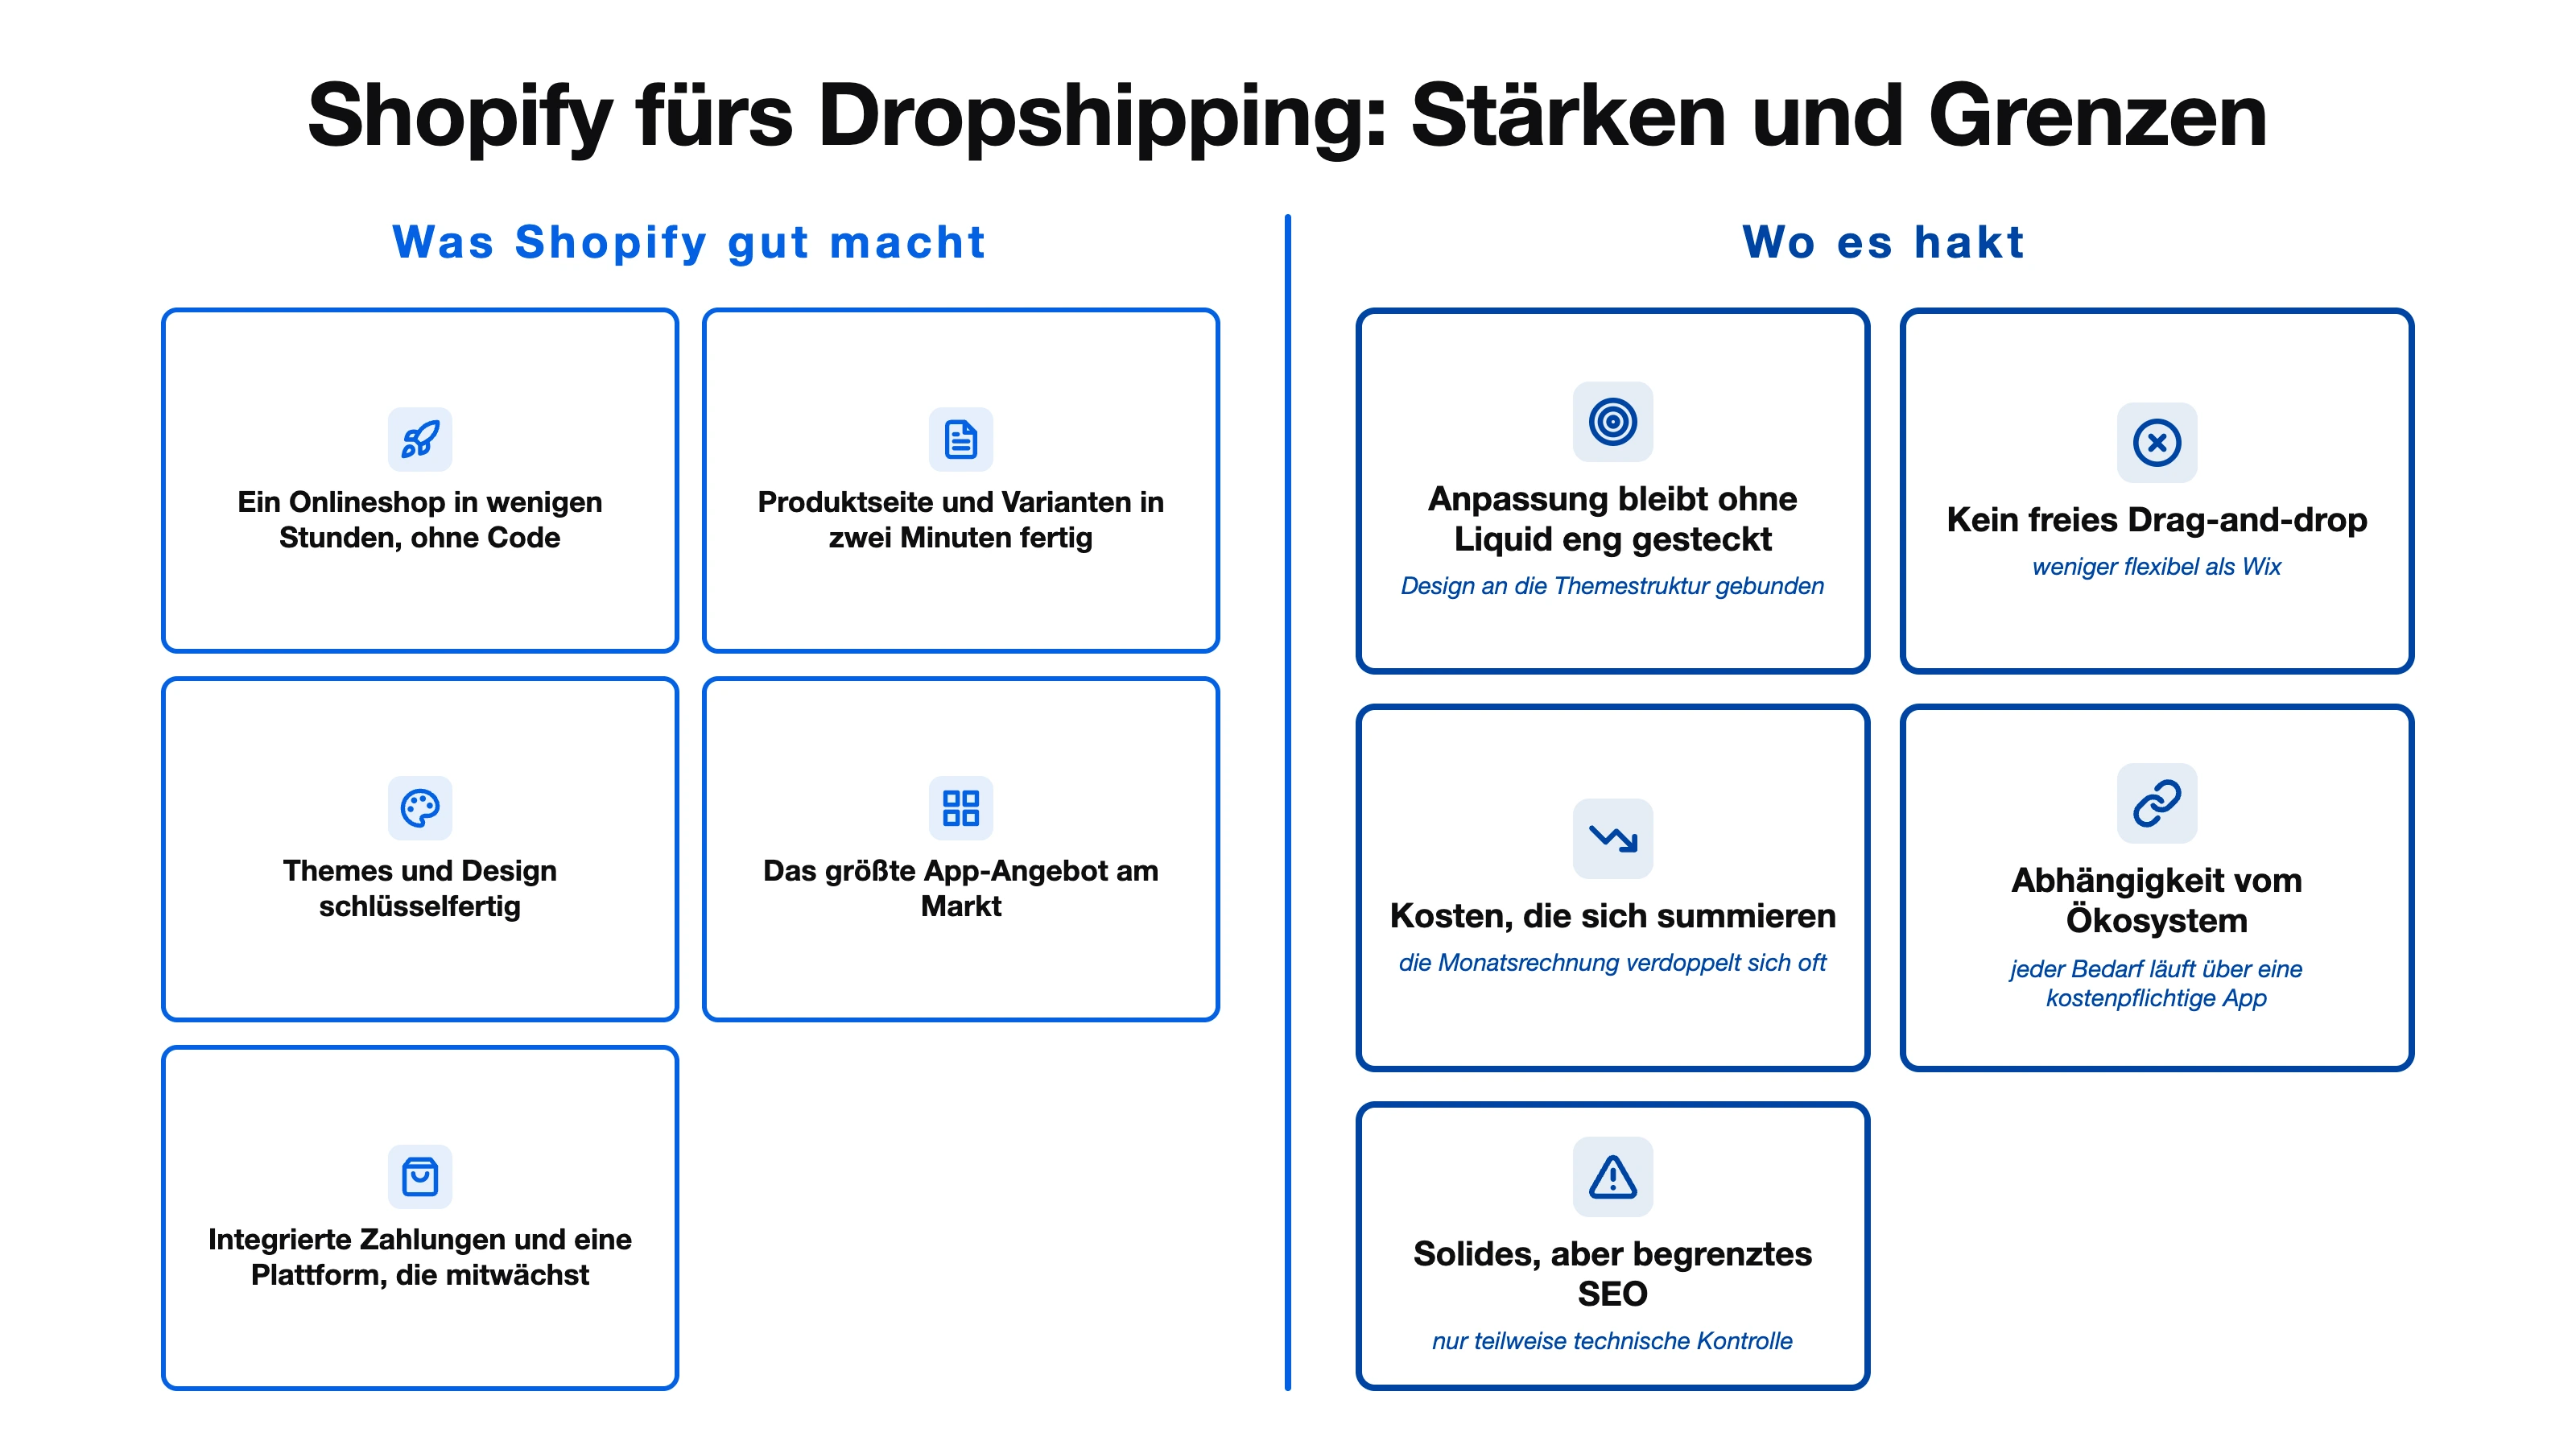 Shopify fürs Dropshipping: Stärken und Grenzen
Was Shopify gut macht
Ein Onlineshop in wenigen
Stunden, ohne Code
Produktseite und Varianten in
zwei Minuten fertig
Themes und Design
schlüsselfertig
Das größte App-Angebot am
Markt
Integrierte Zahlungen und eine
Plattform, die mitwächst
Wo es hakt
Anpassung bleibt ohne
Liquid eng gesteckt
Design an die Themestruktur gebunden
Kein freies Drag-and-drop
weniger flexibel als Wix
Kosten, die sich summieren
die Monatsrechnung verdoppelt sich oft
Abhängigkeit vom
Ökosystem
jeder Bedarf läuft über eine
kostenpflichtige App
Solides, aber begrenztes
SEO
nur teilweise technische Kontrolle